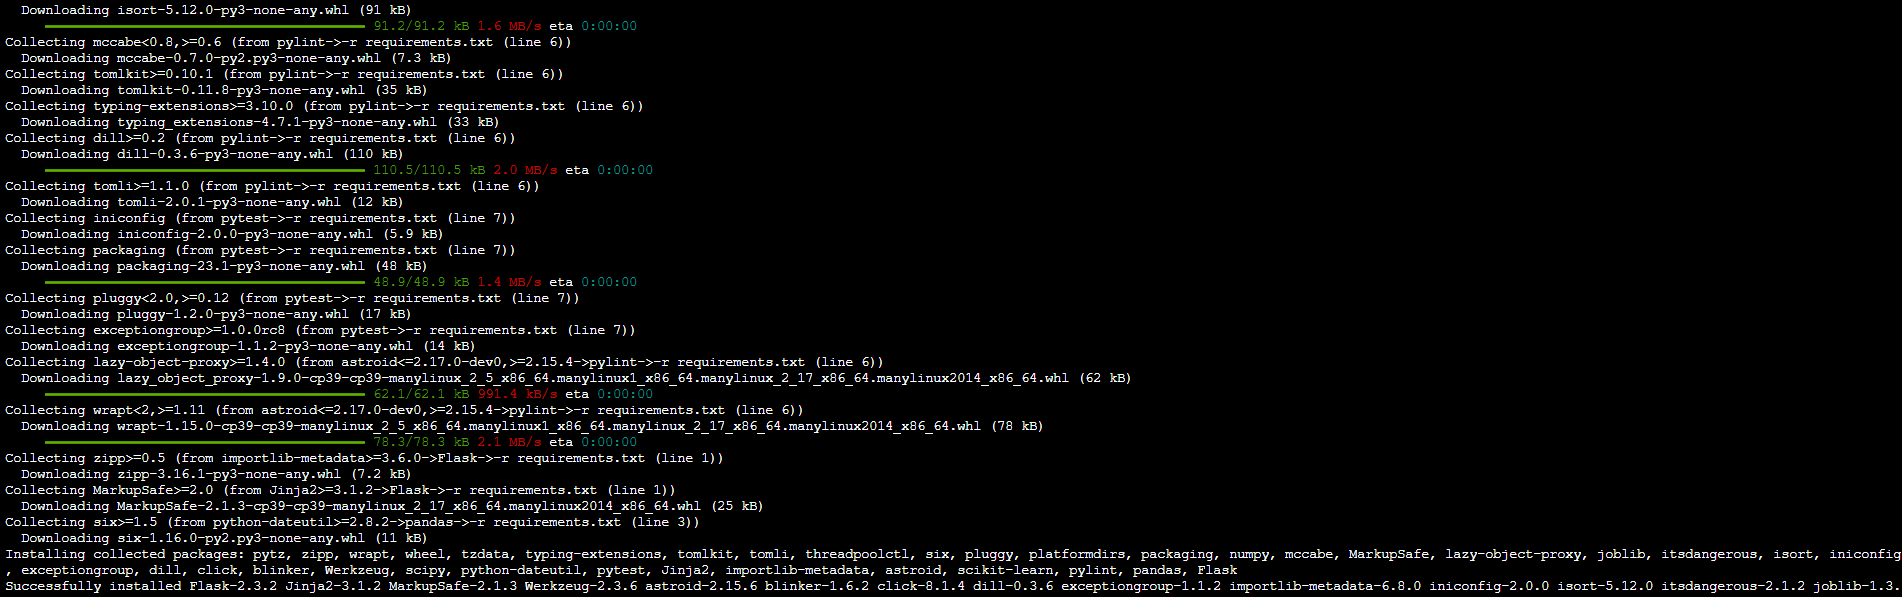 Downloading isort-5.12.0-py3-none-any.whl (91 kB)
91.2/91.2 kB 1.6 MB/s eta 0:00:00
Collecting mccabe<0.8,>=0.6 (from pylint->-r requirements.txt (line 6))
Downloading mccabe-0.7.0-py2.py3-none-any.whl (7.3 kB)
Collecting tomlkit>=0.10.1 (from pylint->-r requirements.txt (line 6))
Downloading tomlkit-0.11.8-py3-none-any.whl (35 kB)
Collecting typing-extensions>=3.10.0 (from pylint->-r requirements.txt (line 6))
Downloading typing_extensions-4.7.1-py3-none-any.whl (33 kB)
Collecting dill>=0.2 (from pylint->-r requirements.txt (line 6))
Downloading dill-0.3.6-py3-none-any.whl (110 kB)
110.5/110.5 kB 2.0 MB/s eta 0:00:00
Collecting tomli>=1.1.0 (from pylint->-r requirements.txt (line 6))
Downloading tomli-2.0.1-py3-none-any.whl (12 kB)
Collecting iniconfig (from pytest->-r requirements.txt (line 7))
Downloading iniconfig-2.0.0-py3-none-any.whl (5.9 kB)
Collecting packaging (from pytest->-r requirements.txt (line 7))
Downloading packaging-23.1-py3-none-any.whl (48 kB)
48.9/48.9 kB 1.4 MB/s eta 0:00:00
Collecting pluggy<2.0,>=0.12 (from pytest->-r requirements.txt (line 7))
Downloading pluggy-1.2.0-py3-none-any.whl (17 kB)
Collecting exceptiongroup>=1.0.0rc8 (from pytest->-r requirements.txt (line 7))
Downloading exceptiongroup-1.1.2-py3-none-any.whl (14 kB)
Collecting lazy-object-proxy>=1.4.0 (from astroid<=2.17.0-dev0,>=2.15.4->pylint->-r requirements.txt (line 6))
Downloading lazy_object_proxy-1.9.0-cp39-cp39-manylinux_2_5_x86_64.manylinux1_x86_64.manylinux_2_17_x86_64.manylinux2014_x86_64.whl (62 kB)
62.1/62.1 kB 991.4 kB/s eta 0:00:00
Collecting wrapt<2,>=1.11 (from astroid<=2.17.0-dev0,>=2.15.4->pylint->-r requirements.txt (line 6))
Downloading wrapt-1.15.0-cp39-cp39-manylinux_2_5_x86_64.manylinux1_x86_64.manylinux_2_17_x86_64.manylinux2014_x86_64.whl (78 kB)
78.3/78.3 kB 2.1 MB/s eta 0:00:00
Collecting zipp>=0.5 (from importlib-metadata>=3.6.0->Flask->-r requirements.txt (line 1))
Downloading zipp-3.16.1-py3-none-any.whl (7.2 kB)
Collecting MarkupSafe>=2.0 (from Jinja2>=3.1.2->Flask->-r requirements.txt (line 1))
Downloading MarkupSafe-2.1.3-cp39-cp39-manylinux_2_17_x86_64.manylinux2014_x86_64.whl (25 kB)
Collecting six>=1.5 (from python-dateutil>=2.8.2->pandas->-r requirements.txt (line 3))
Downloading six-1.16.0-py2.py3-none-any.whl (11 kB)
Installing collected packages: pytz, zipp, wrapt, wheel, tzdata, typing-extensions, tomlkit, tomli, threadpoolctl, six, pluggy, platformdirs, packaging, numpy, mccabe, MarkupSafe, lazy-object-proxy, joblib, itsdangerous, isort, iniconfig
, exceptiongroup, dill, click, blinker, Werkzeug, scipy, python-dateutil, pytest, Jinja2, importlib-metadata, astroid, scikit-learn, pylint, pandas, Flask
Successfully installed Flask-2.3.2 Jinja2-3.1.2 MarkupSafe-2.1.3 Werkzeug-2.3.6 astroid-2.15.6 blinker-1.6.2 click-8.1.4 dill-0.3.6 exceptiongroup-1.1.2 importlib-metadata-6.8.0 iniconfig-2.0.0 isort-5.12.0 itsdangerous-2.1.2 joblib-1.3.